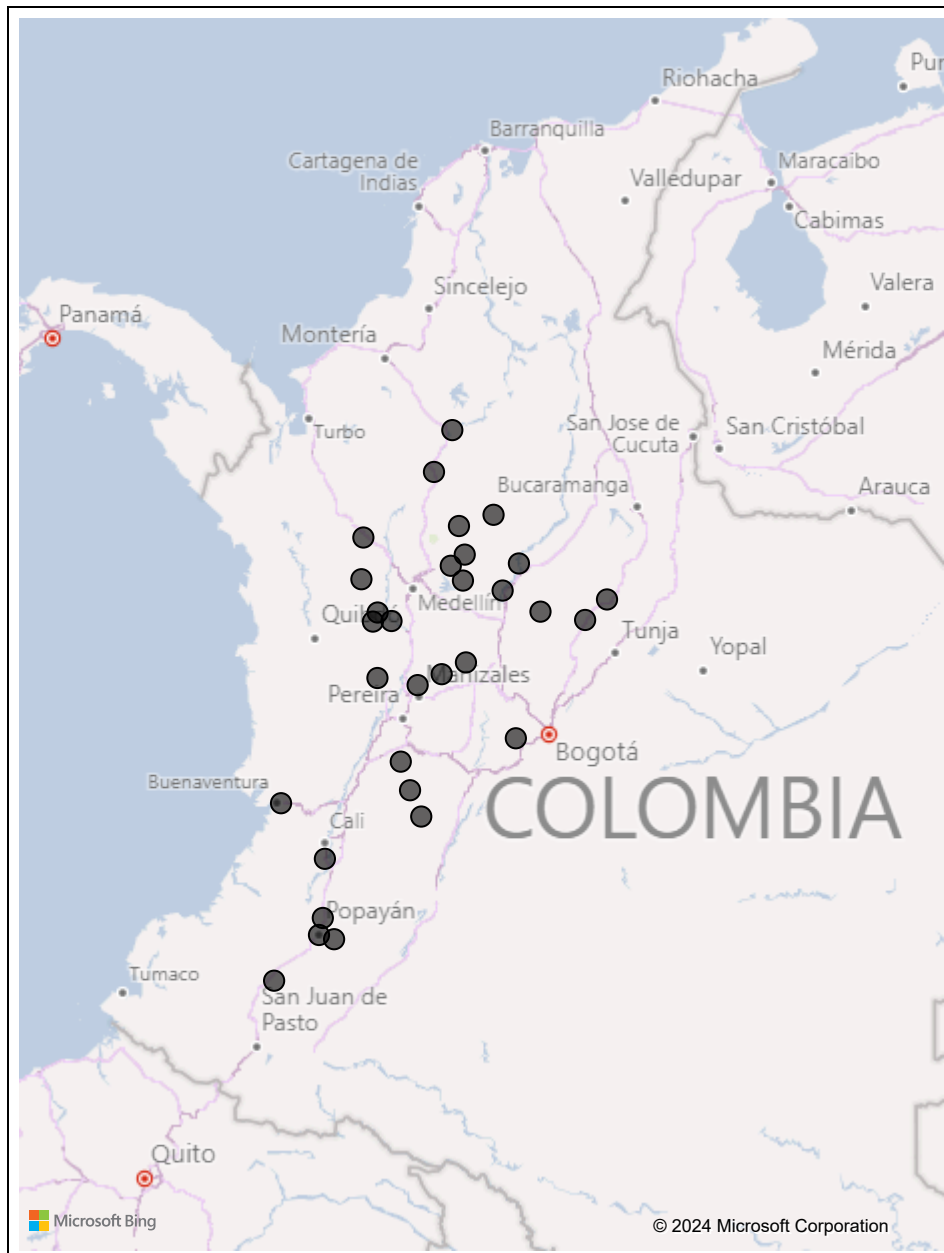 Riohacha
Pur
Barranquilla
Cartagena de
Indias
Maracaibo
Valledupar
Cabimas
Sincelejo
Valera
Panamá
Montería
Mérida
San Jose de
Cucuta
San Cristóbal
Turbo
Bucaramanga
Arauca
Medellín
Quibdó
Tunja
Yopal
Manizales
Pereira
Bogotá
Buenaventura
COLOMBIA
Cali
Popayán
Tumaco
San Juan de
Pasto
Quito
Microsoft Bing
© 2024 Microsoft Corporation